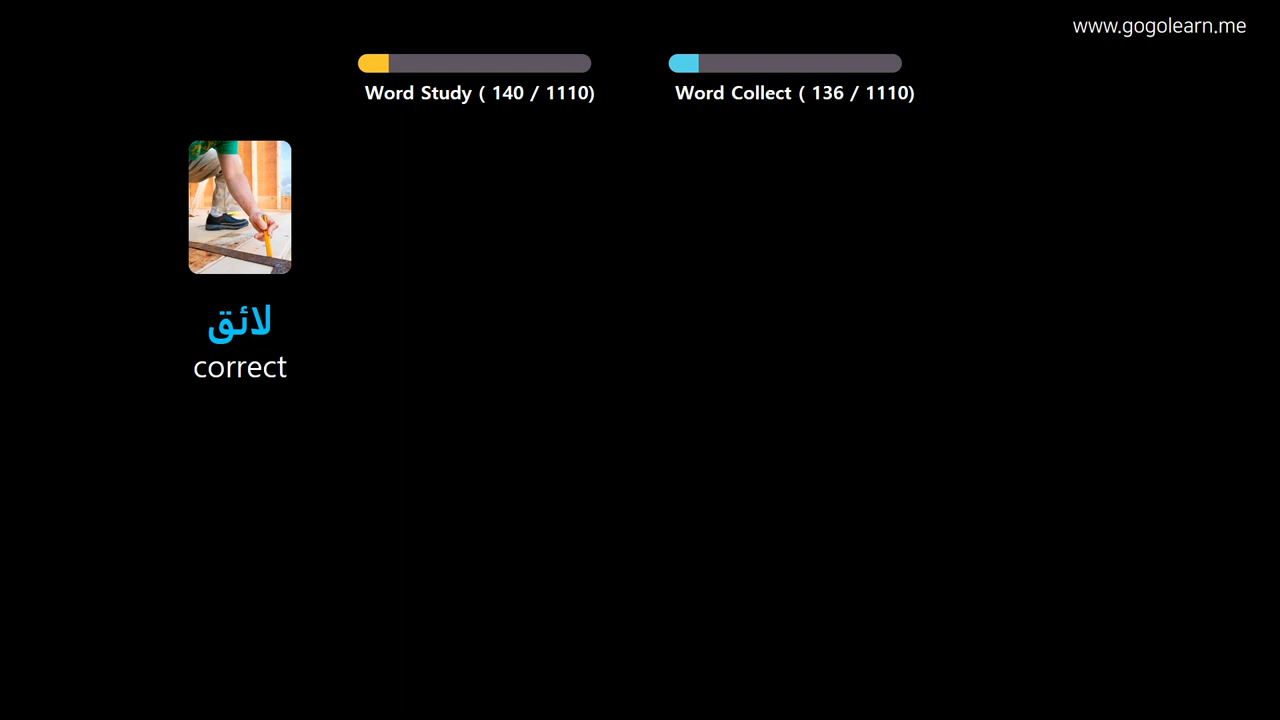 www.gogolearn.me
Word Study ( 140 / 1110)
Word Collect ( 136 / 1110)
لائق
correct